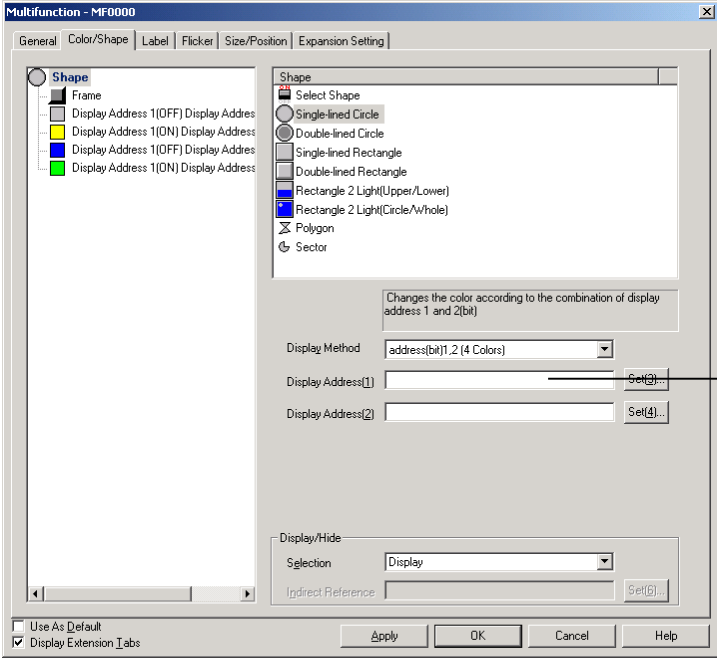 Multifunction - MF0000
General Color/Shape Label Flicker Size/Position Expansion Setting
Shape
Frame
Display Address 1(OFF) Display Addres
Display Address 1(ON) Display Address
Display Address 1(OFF) Display Addres
Display Address 1(ON) Display Address
Shape
Select Shape
Single-lined Circle
Double-lined Circle
Single-lined Rectangle
Double-lined Rectangle
Rectangle 2 Light(Upper/Lower)
Rectangle 2 Light(Circle/Whole)
Polygon
Sector
Changes the color according to the combination of display
address 1 and 2(bit)
Display Method address(bit)1,2 (4 Colors)
Display Address(1) Set(3)...
Display Address(2) Set(4)...
Display/Hide
Selection Display
Indirect Reference Set(6)...
Use As Default
Display Extension Tabs
Apply OK Cancel Help